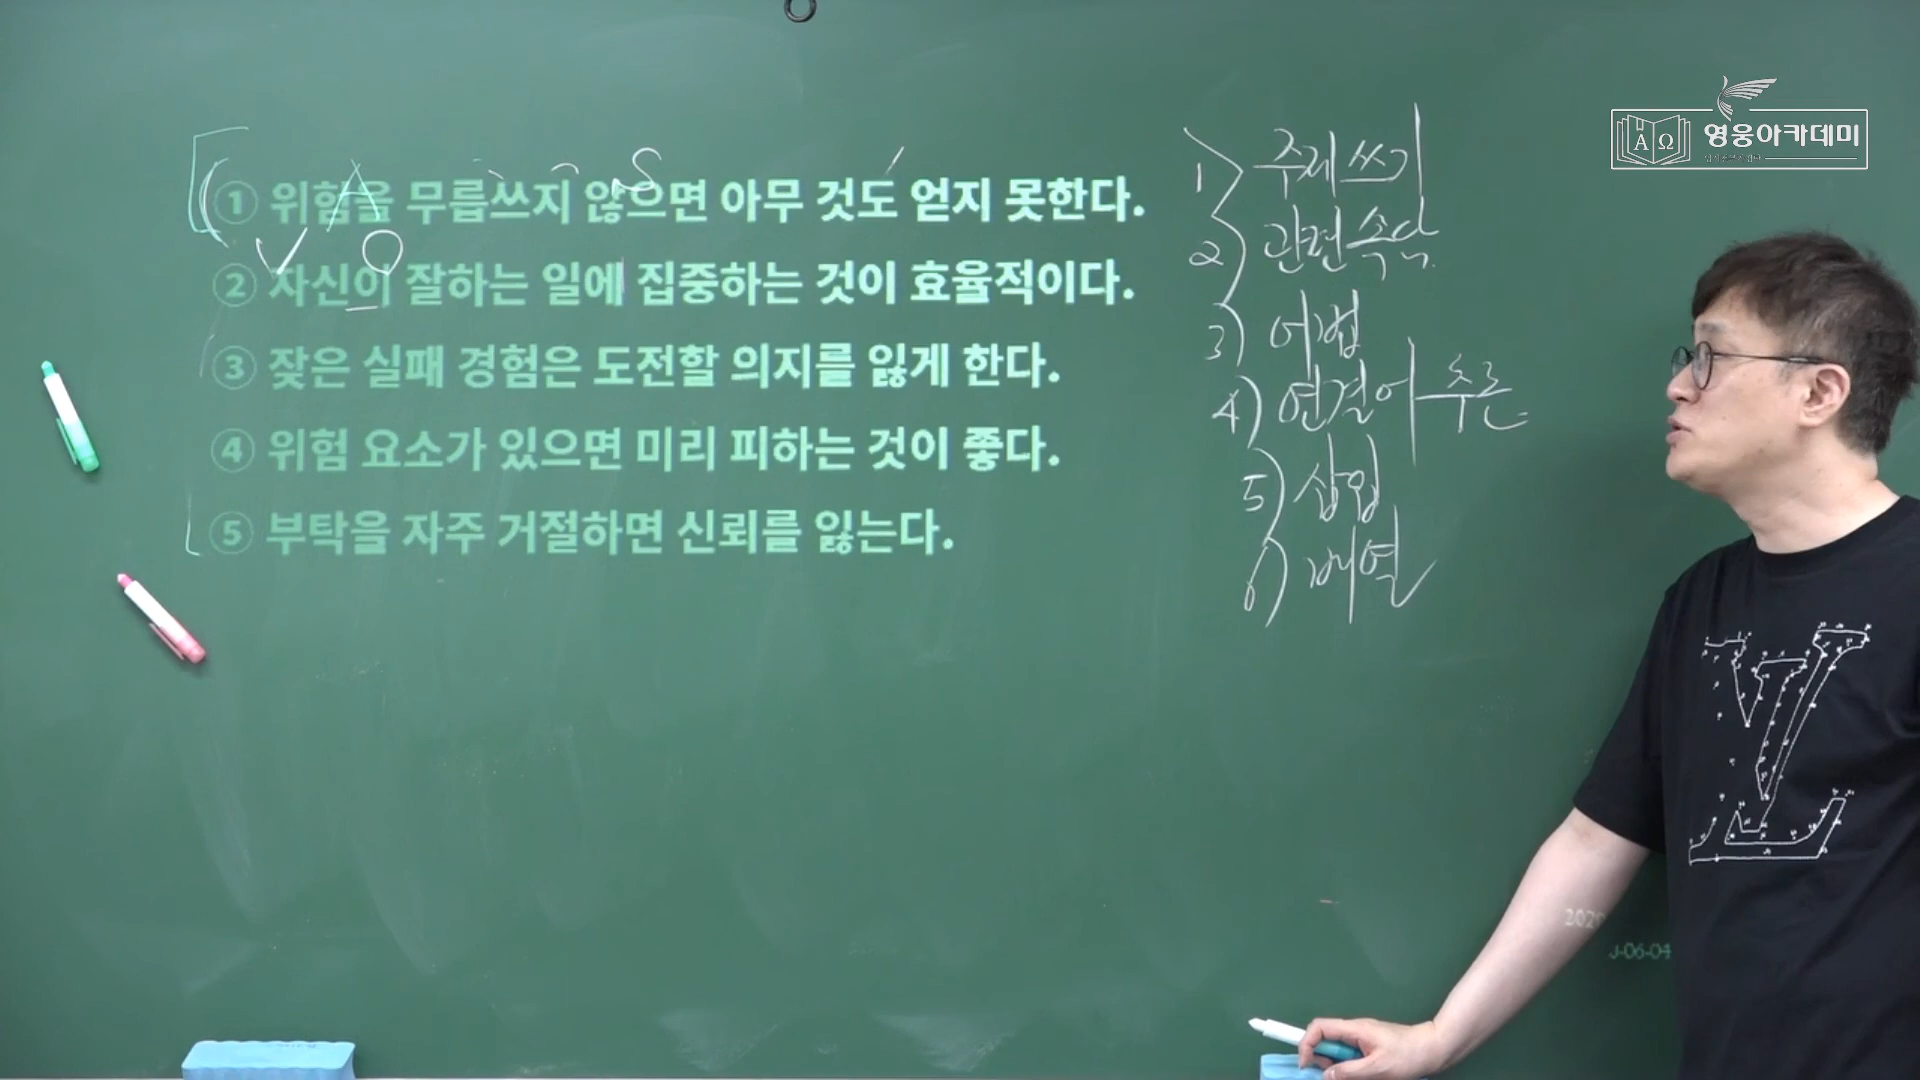 ① 위험을 무릅쓰지 않으면 아무 것도 얻지 못한다.
② 자신이 잘하는 일에 집중하는 것이 효율적이다.
③ 잦은 실패 경험은 도전할 의지를 잃게 한다.
④ 위험 요소가 있으면 미리 피하는 것이 좋다.
⑤ 부탁을 자주 거절하면 신뢰를 잃는다.
A S
V O
1) 주제 쓰기
2) 관련 속담
3) 어법
4) 연결어 추론
5) 삽입
6) 배열
A Ω
영웅아카데미
J-06-04